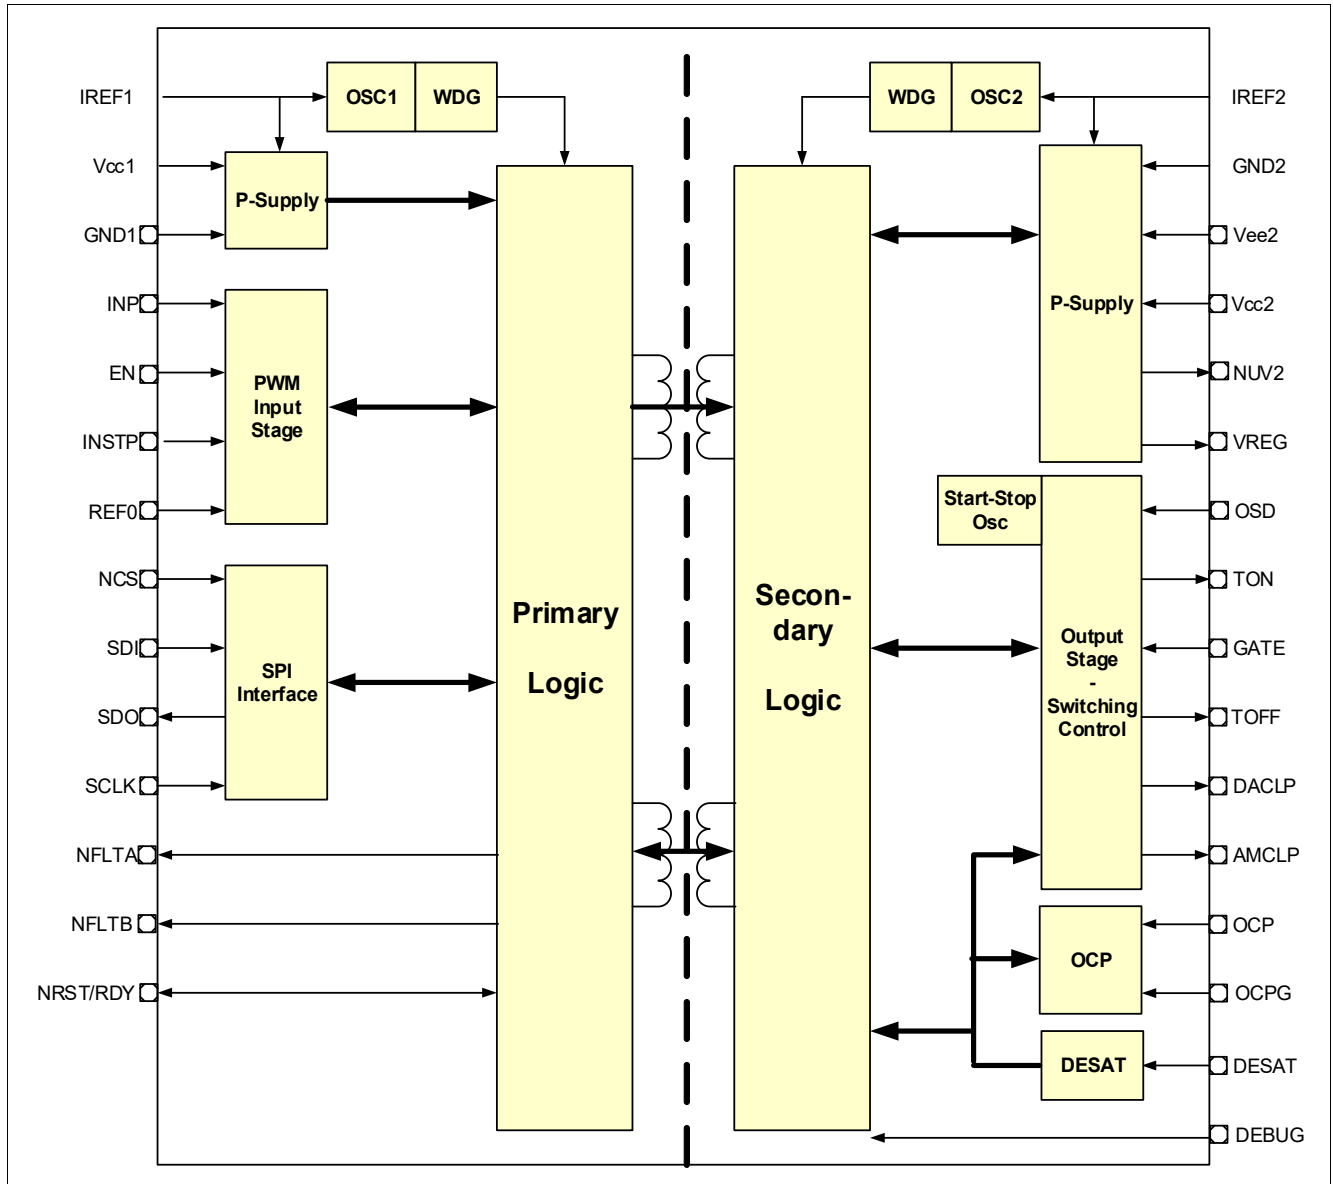 IREF1
OSC1
WDG
WDG
OSC2
IREF2
Vcc1
P-Supply
GND1
GND2
Vee2
P-Supply
Vcc2
NUV2
VREG
INP
EN
PWM
Input
Stage
INSTP
REF0
Start-Stop
Osc
OSD
NCS
TON
SDI
SPI
Interface
SDO
SCLK
Primary
Logic
Secon-
dary
Logic
Output
Stage
-
Switching
Control
GATE
TOFF
DACLP
AMCLP
NFLTA
NFLTB
NRST/RDY
OCP
OCP
OCPG
DESAT
DESAT
DEBUG